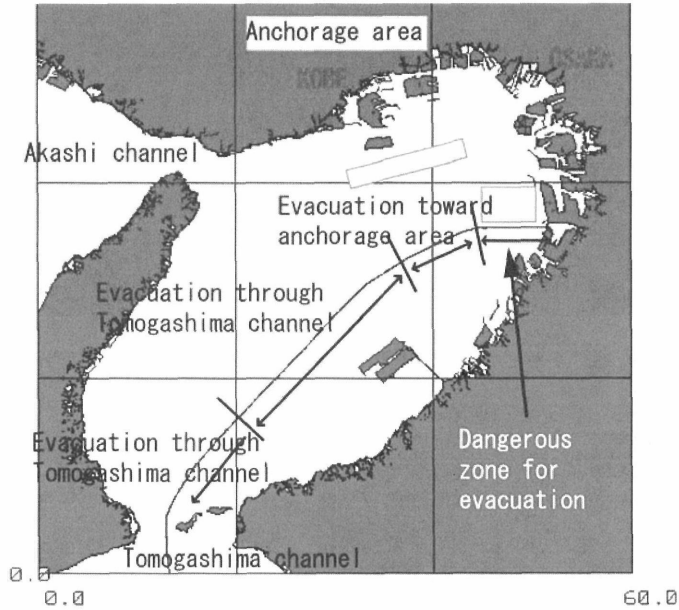 Anchorage area
OSAKA
KOBE
Akashi channel
Evacuation toward
anchorage area
Evacuation through
Tomogashima channel
Evacuation through
Tomogashima channel
Dangerous
zone for
evacuation
Tomogashima channel
0.0
0.0
60.0